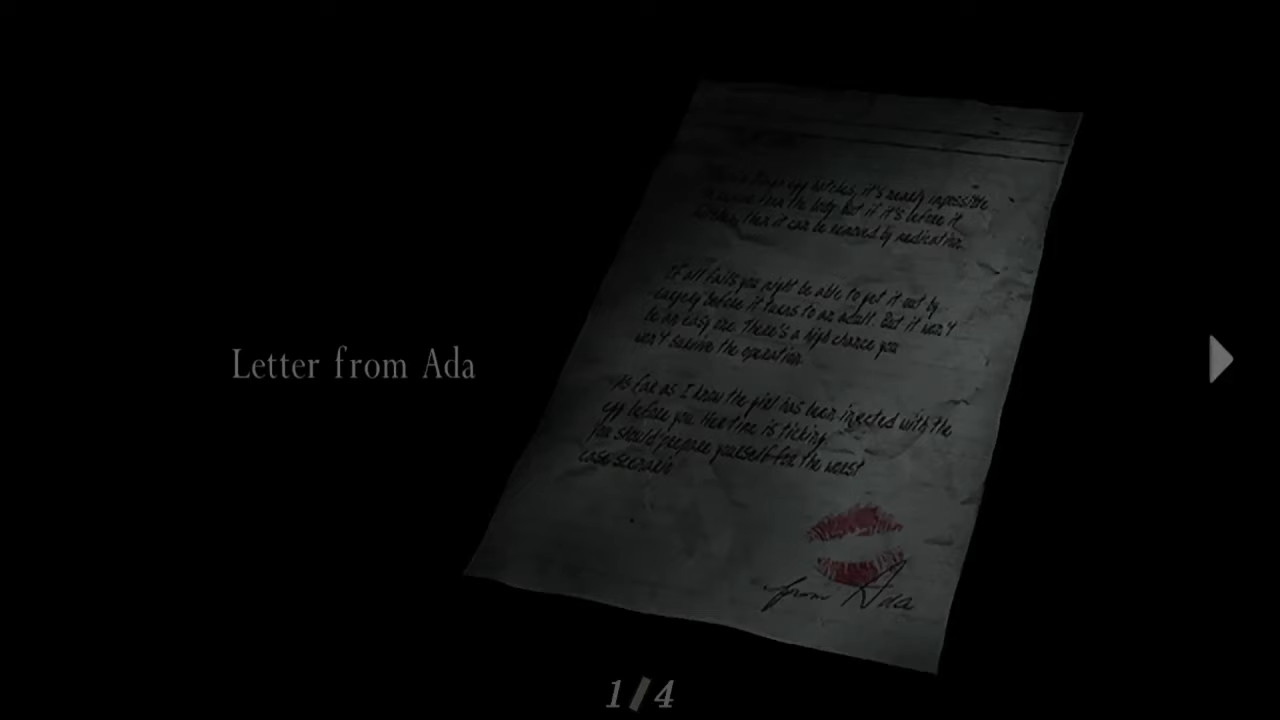 Letter from Ada
egg hatches, it's nearly impossible
to remove from the body. but if it's before it
hatches, then it can be removed by medication.
If all fails you might be able to get it out by
surgery before it turns to an adult. But it won't
be an easy one. There's a high chance you
won't survive the operation.
As far as I know the girl has been injected with the
egg before you. Her time is ticking.
You should prepare yourself for the worst
case scenario
from Ada
1/4